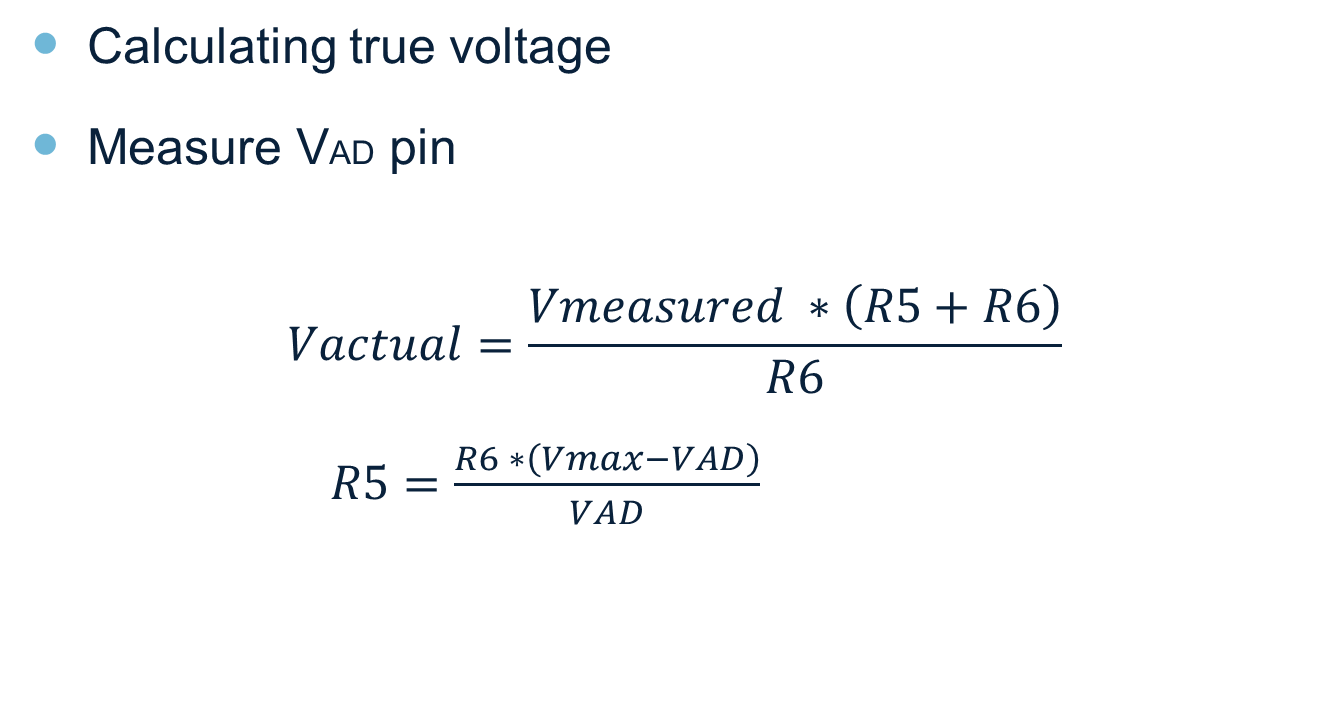 Calculating true voltage
Measure VAD pin
Vactual = Vmeasured * (R5 + R6) / R6
R5 = R6 *(Vmax−VAD) / VAD